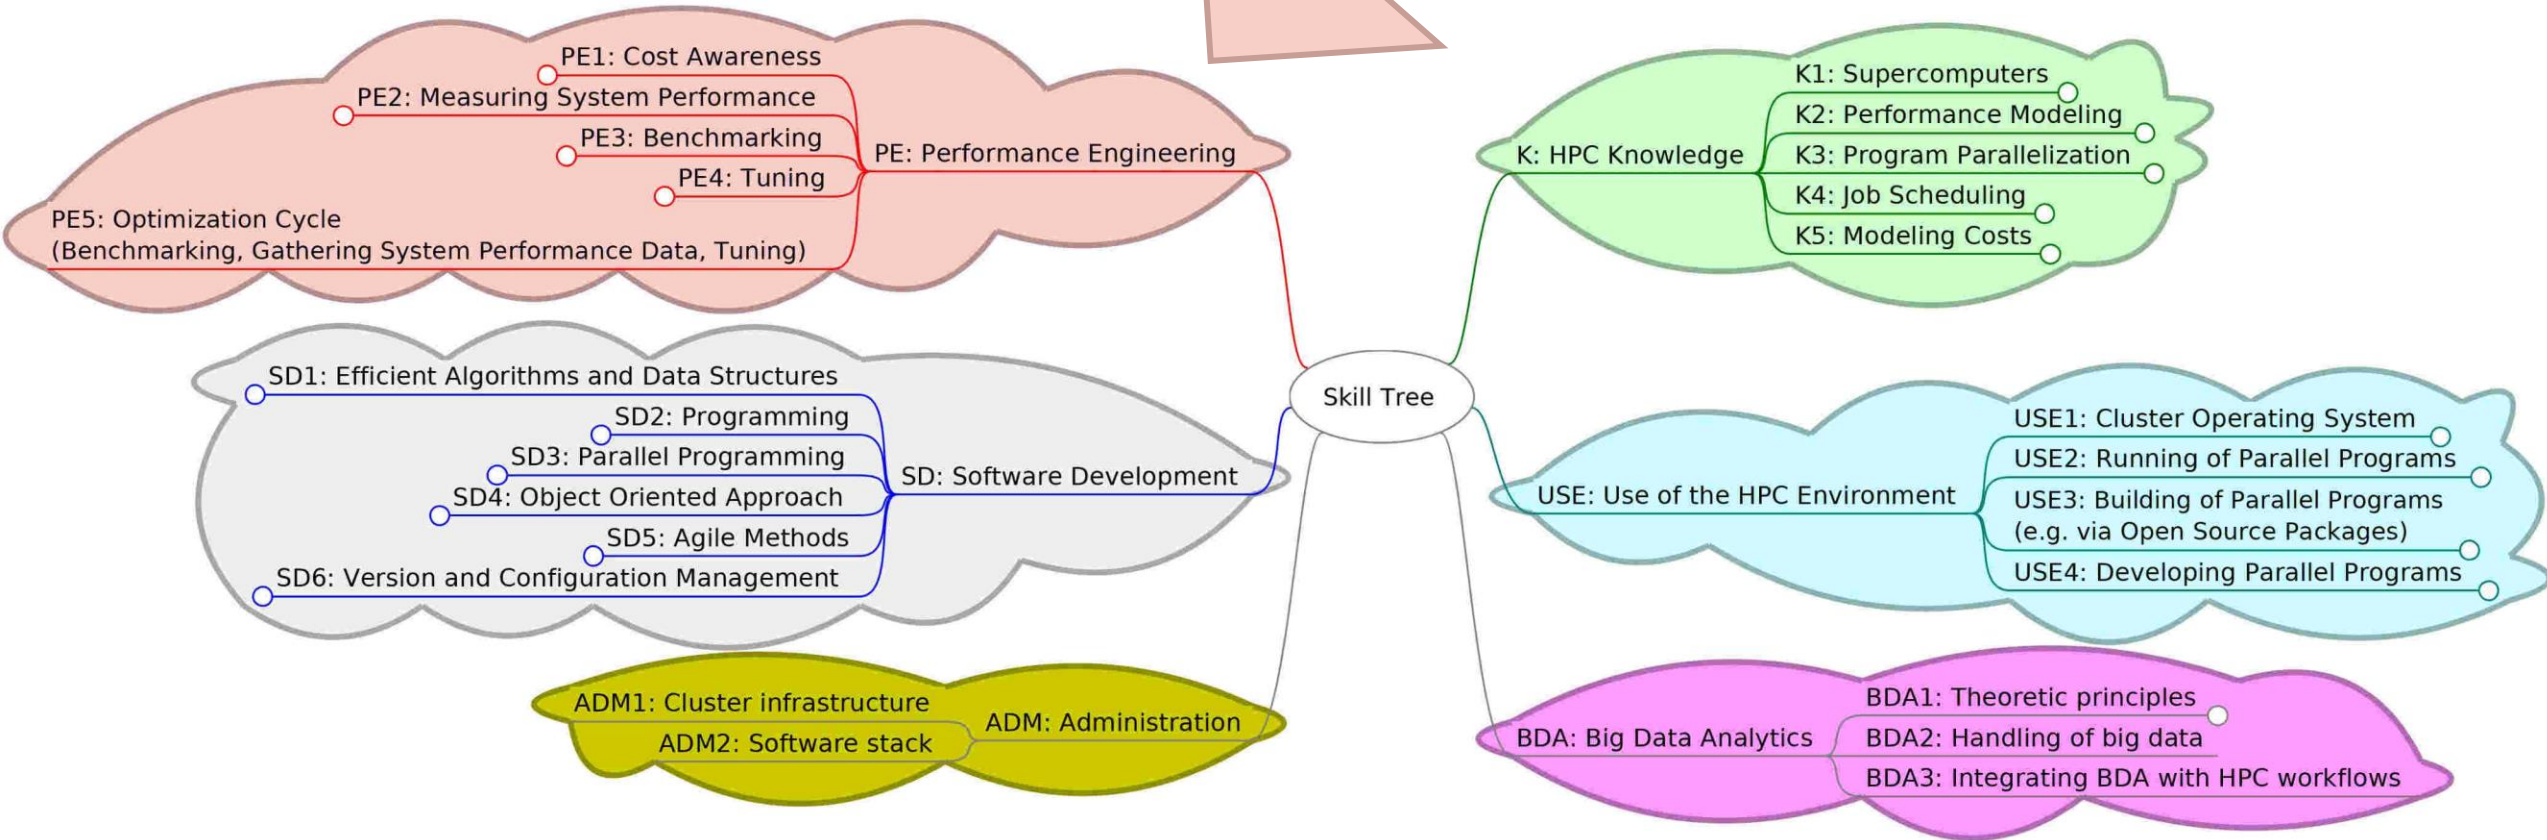 PE1: Cost Awareness
PE2: Measuring System Performance
PE3: Benchmarking
PE4: Tuning
PE5: Optimization Cycle
(Benchmarking, Gathering System Performance Data, Tuning)
PE: Performance Engineering
SD1: Efficient Algorithms and Data Structures
SD2: Programming
SD3: Parallel Programming
SD4: Object Oriented Approach
SD5: Agile Methods
SD6: Version and Configuration Management
SD: Software Development
ADM1: Cluster infrastructure
ADM2: Software stack
ADM: Administration
Skill Tree
K: HPC Knowledge
K1: Supercomputers
K2: Performance Modeling
K3: Program Parallelization
K4: Job Scheduling
K5: Modeling Costs
USE: Use of the HPC Environment
USE1: Cluster Operating System
USE2: Running of Parallel Programs
USE3: Building of Parallel Programs
(e.g. via Open Source Packages)
USE4: Developing Parallel Programs
BDA: Big Data Analytics
BDA1: Theoretic principles
BDA2: Handling of big data
BDA3: Integrating BDA with HPC workflows